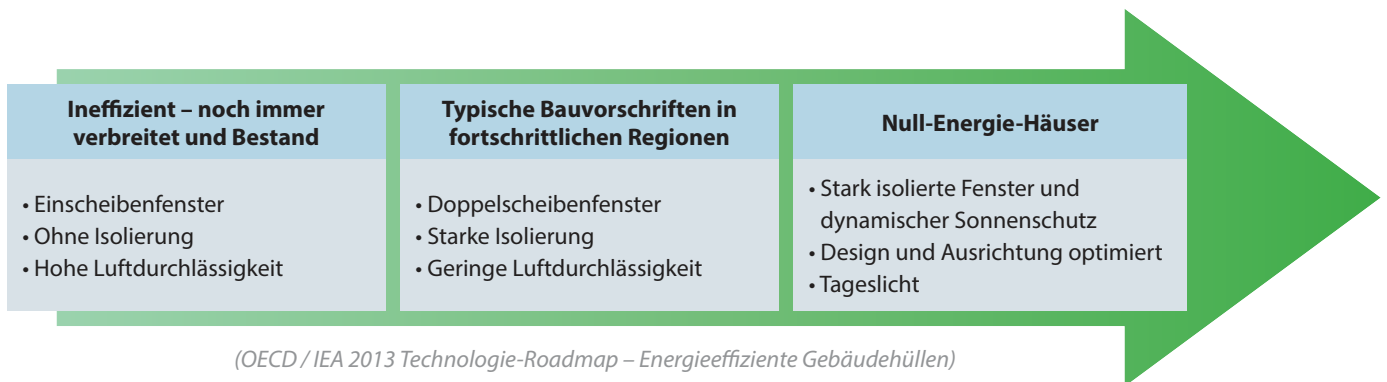 Ineffizient – noch immer
verbreitet und Bestand
• Einscheibenfenster
• Ohne Isolierung
• Hohe Luftdurchlässigkeit
Typische Bauvorschriften in
fortschrittlichen Regionen
• Doppelscheibenfenster
• Starke Isolierung
• Geringe Luftdurchlässigkeit
Null-Energie-Häuser
• Stark isolierte Fenster und
dynamischer Sonnenschutz
• Design und Ausrichtung optimiert
• Tageslicht
(OECD / IEA 2013 Technologie-Roadmap – Energieeffiziente Gebäudehüllen)